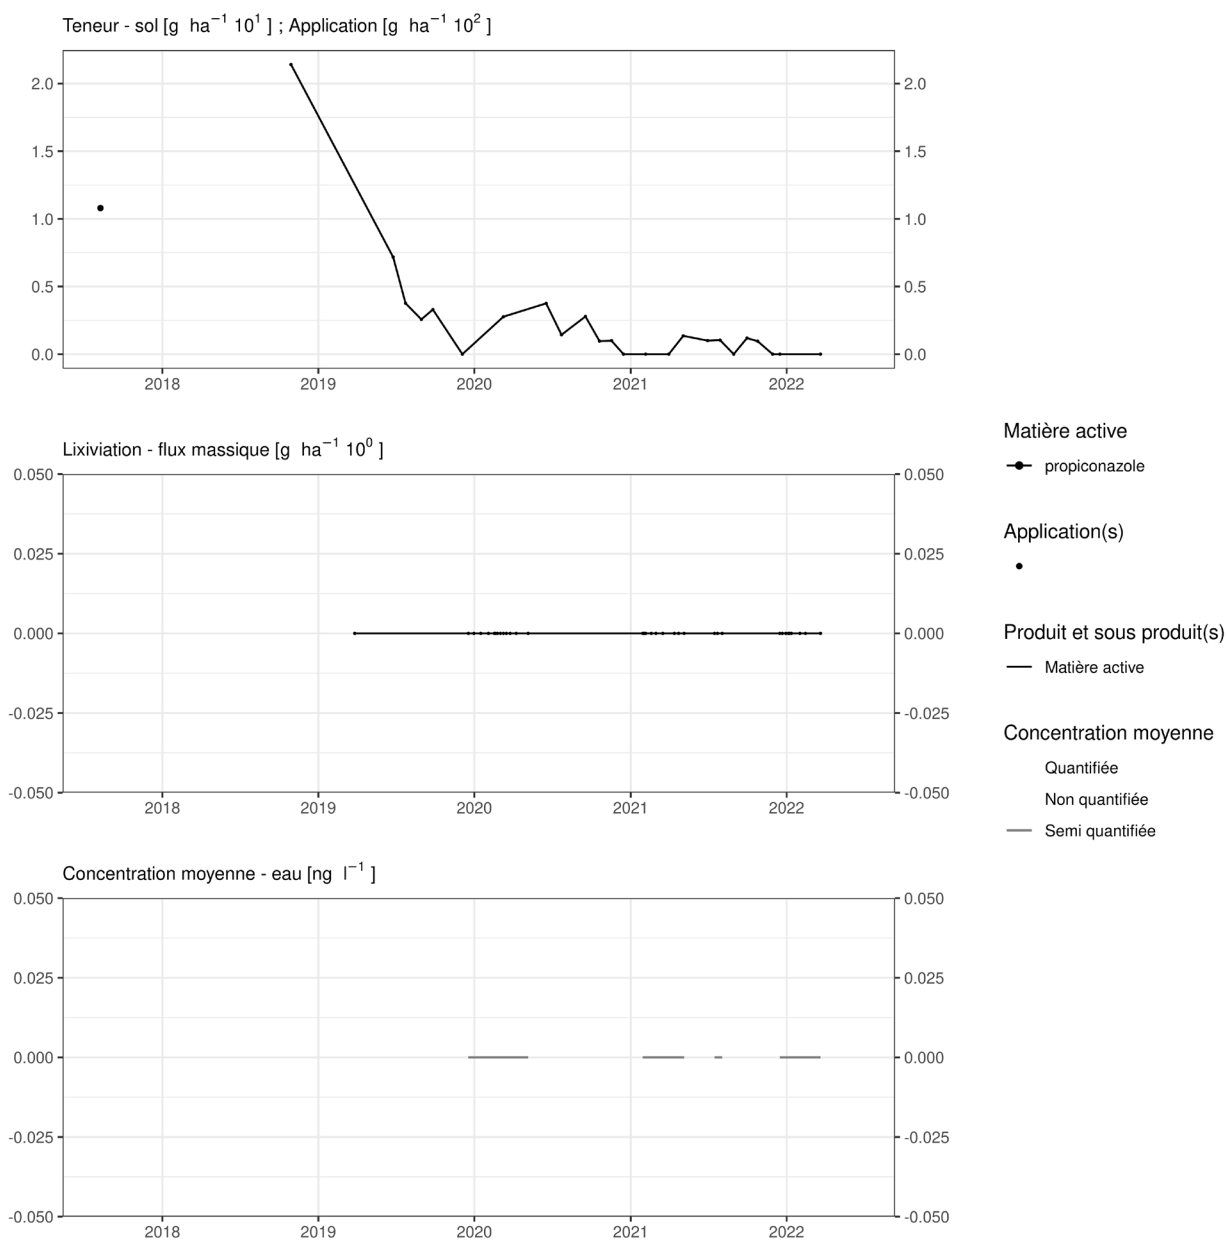 Teneur - sol [g ha⁻¹ 10¹ ] ; Application [g ha⁻¹ 10² ]
2.0 2.0
1.5 1.5
1.0 1.0
0.5 0.5
0.0 0.0
2018 2019 2020 2021 2022
Lixiviation - flux massique [g ha⁻¹ 10⁰ ]
0.050 0.050
0.025 0.025
0.000 0.000
-0.025 -0.025
-0.050 -0.050
2018 2019 2020 2021 2022
Concentration moyenne - eau [ng l⁻¹ ]
0.050 0.050
0.025 0.025
0.000 0.000
-0.025 -0.025
-0.050 -0.050
2018 2019 2020 2021 2022
Matière active
propiconazole
Application(s)
Produit et sous produit(s)
Matière active
Concentration moyenne
Quantifiée
Non quantifiée
Semi quantifiée